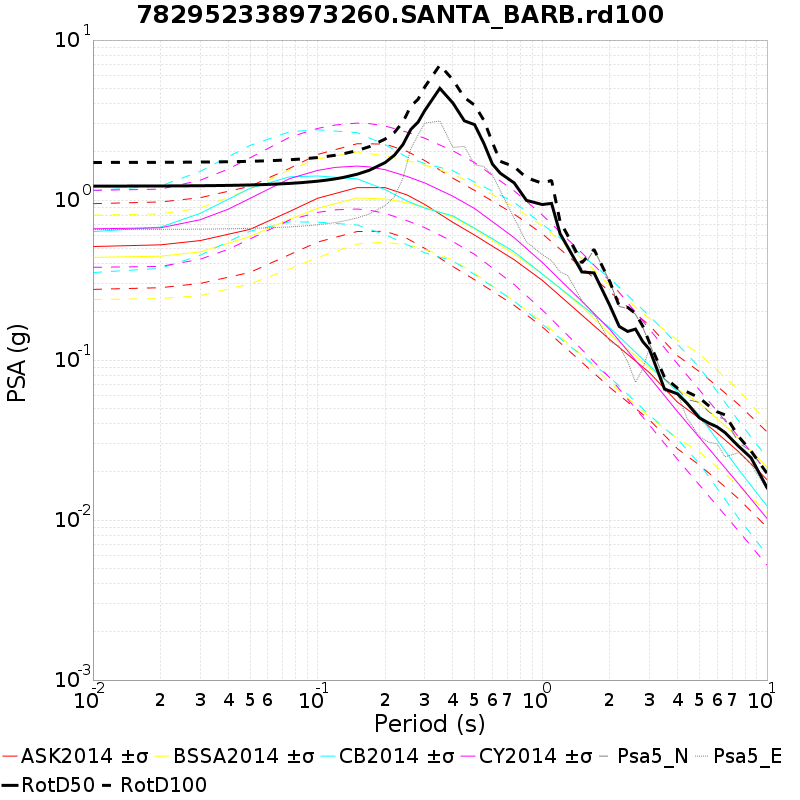 782952338973260.SANTA_BARB.rd100
10^1
10^0
10^-1
10^-2
10^-3
PSA (g)
10^-2 2 3 4 5 6 10^-1 2 3 4 5 6 7 10^0 2 3 4 5 6 7 10^1
Period (s)
ASK2014 ±σ BSSA2014 ±σ CB2014 ±σ CY2014 ±σ Psa5_N Psa5_E
RotD50 RotD100